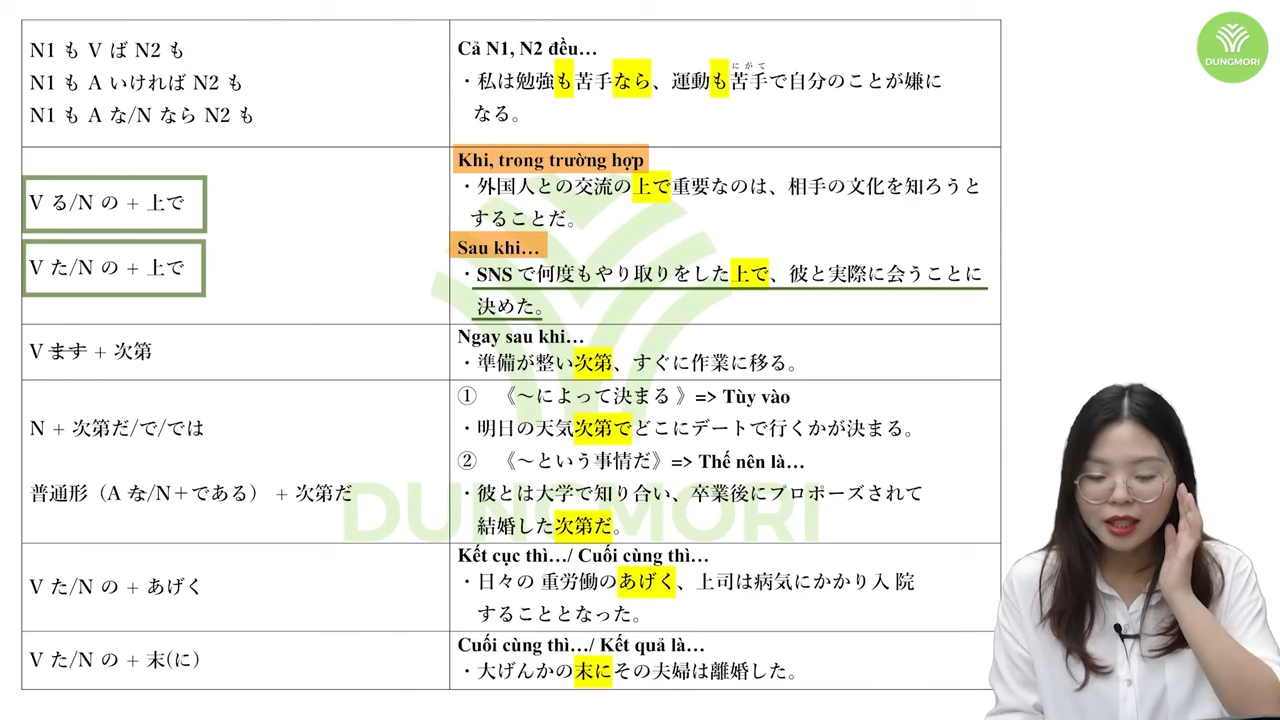 N1 も V ば N2 も
N1 も A いければ N2 も
N1 も A な/N なら N2 も
Cả N1, N2 đều…
・私は勉強も苦手なら、運動も苦手で自分のことが嫌に
にがて
なる。
V る/N の + 上で
V た/N の + 上で
Khi, trong trường hợp
・外国人との交流の上で重要なのは、相手の文化を知ろうと
することだ。
Sau khi…
・SNS で何度もやり取りをした上で、彼と実際に会うことに
決めた。
V ます + 次第
Ngay sau khi…
・準備が整い次第、すぐに作業に移る。
N + 次第だ/で/では
普通形（A な/N＋である） + 次第だ
① 《～によって決まる 》=> Tùy vào
・明日の天気次第でどこにデートで行くかが決まる。
② 《～という事情だ》=> Thế nên là…
・彼とは大学で知り合い、卒業後にプロポーズされて
結婚した次第だ。
V た/N の + あげく
Kết cục thì…/ Cuối cùng thì…
・日々の 重労働のあげく、上司は病気にかかり入 院
することとなった。
V た/N の + 末(に)
Cuối cùng thì…/ Kết quả là…
・大げんかの末にその夫婦は離婚した。
DUNGMORI
DUNGMORI